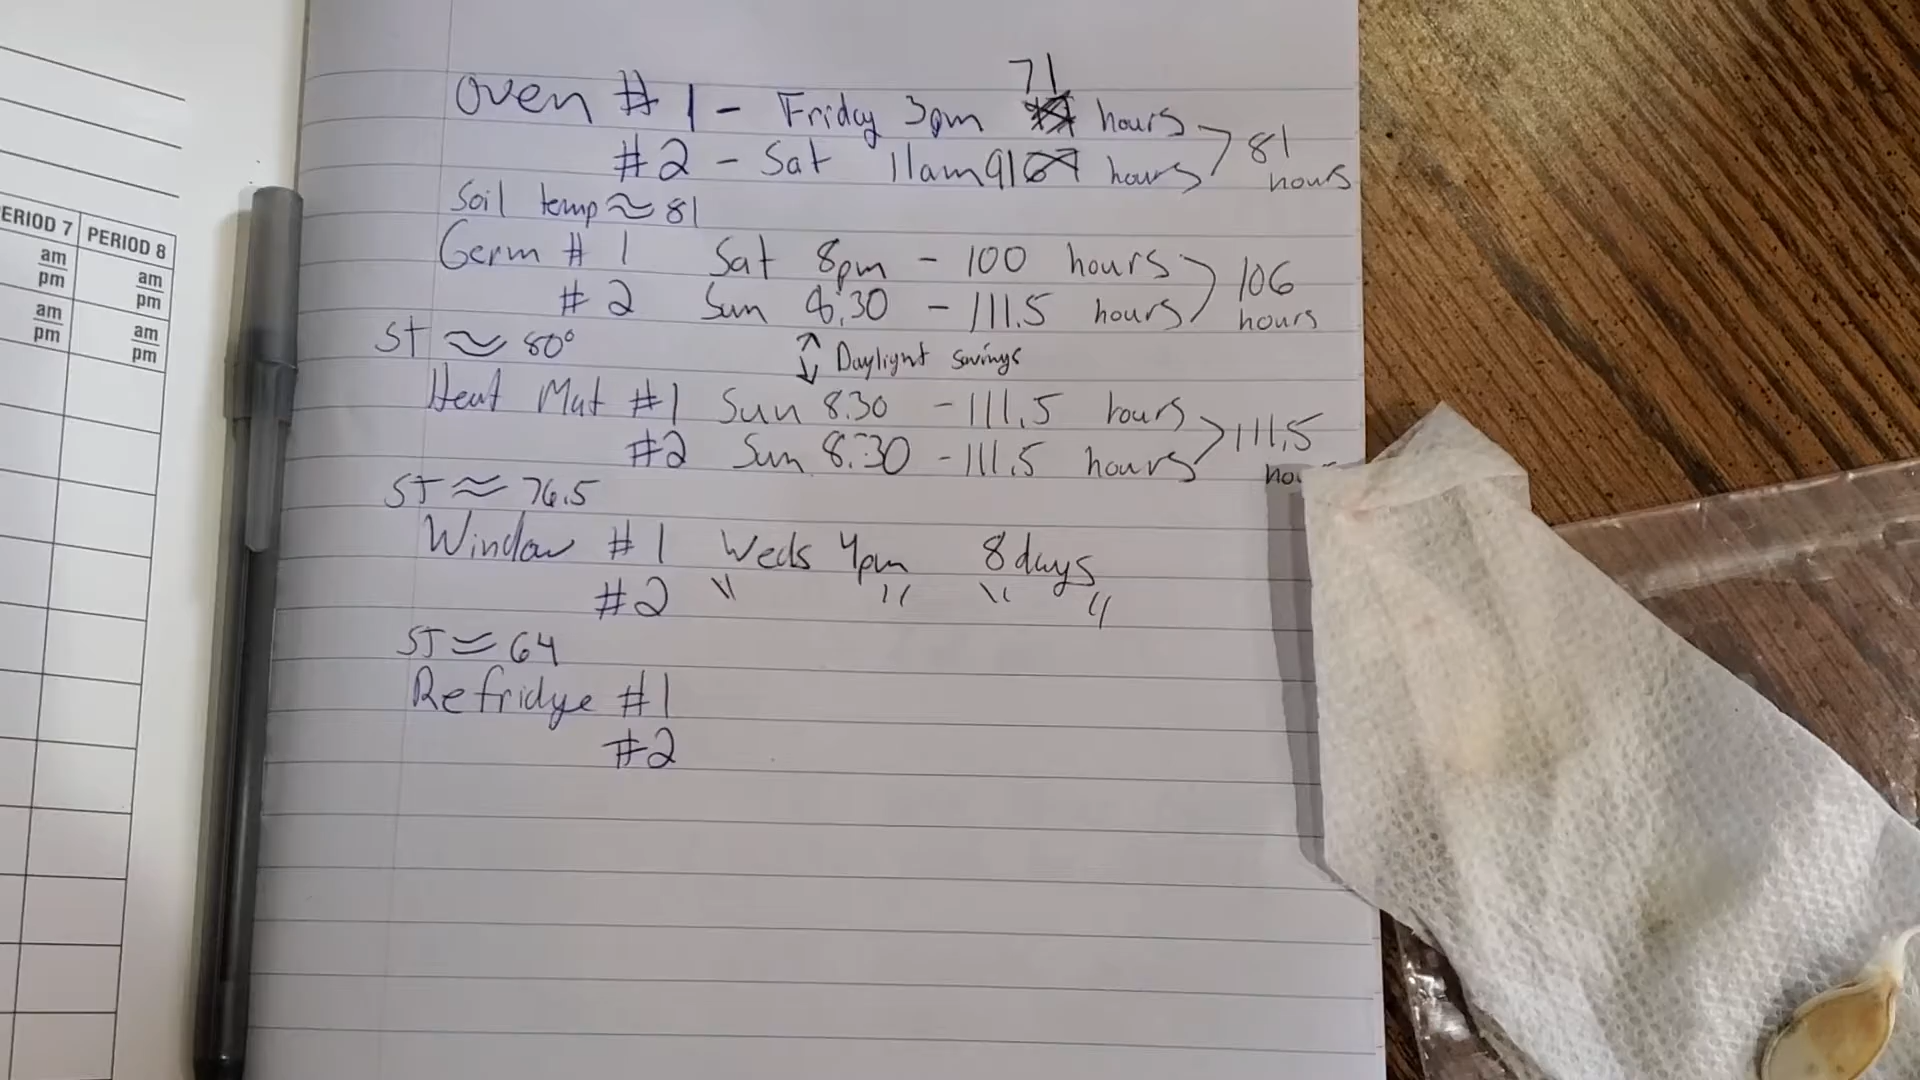 PERIOD 7 PERIOD 8
am am
pm pm
am am
pm pm
71
Oven #1 - Friday 3pm hours
#2 - Sat 11am 91 hours
81 hours
Soil temp ≈ 81
Germ #1 Sat 8pm - 100 hours
#2 Sun 8:30 - 111.5 hours
106 hours
ST ≈ 80°
↕ Daylight Savings
Heat Mat #1 Sun 8:30 - 111.5 hours
#2 Sun 8:30 - 111.5 hours
111.5
ST ≈ 76.5
Window #1 Weds 4pm 8 days
#2 " " " "
ST ≈ 64
Refridge #1
#2